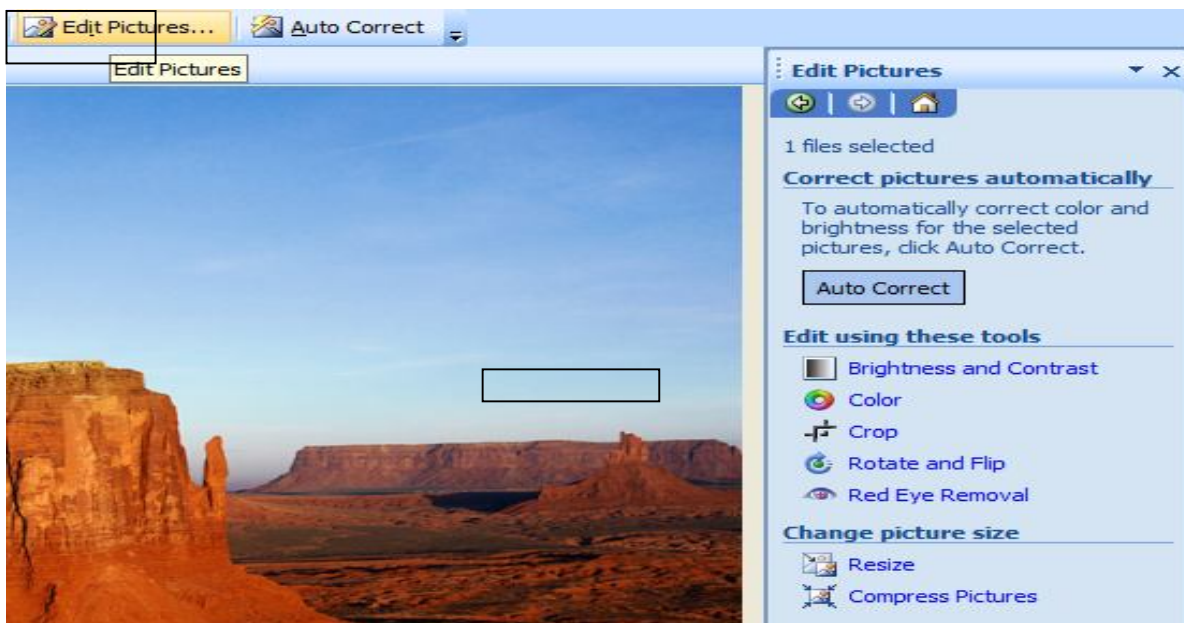 Edit Pictures...
Auto Correct
Edit Pictures
Edit Pictures
1 files selected
Correct pictures automatically
To automatically correct color and
brightness for the selected
pictures, click Auto Correct.
Auto Correct
Edit using these tools
Brightness and Contrast
Color
Crop
Rotate and Flip
Red Eye Removal
Change picture size
Resize
Compress Pictures